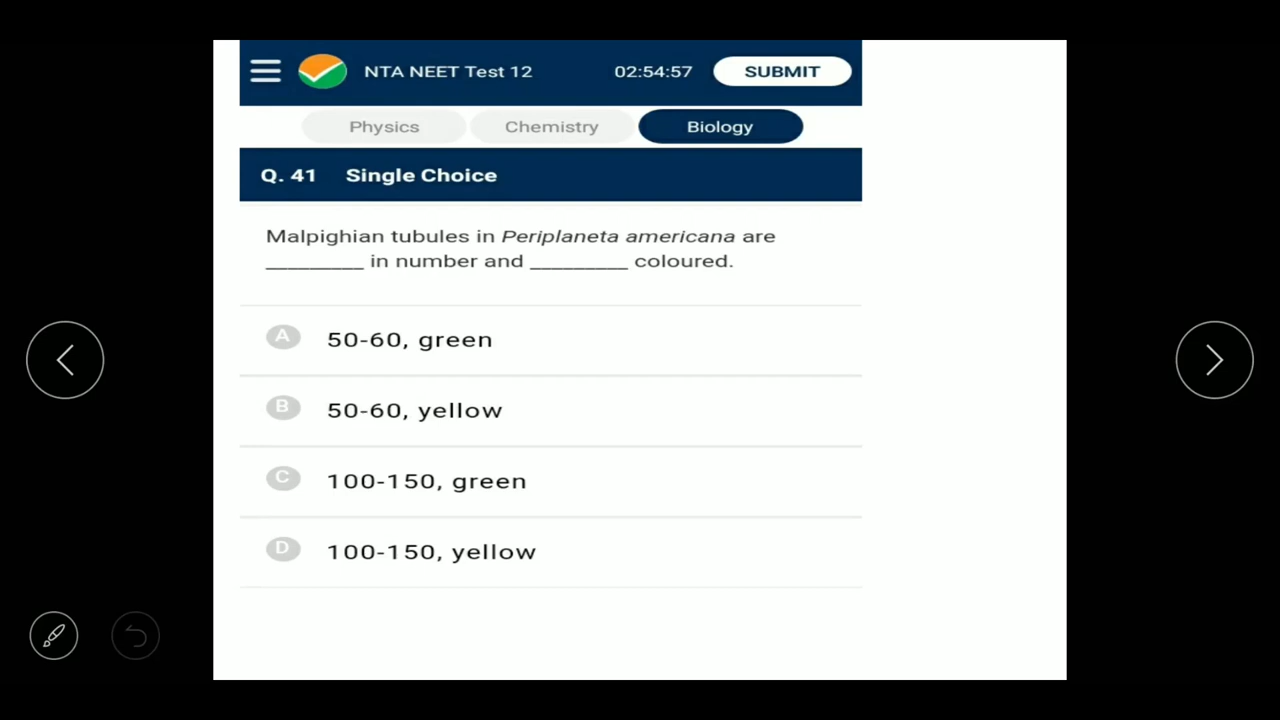 NTA NEET Test 12 02:54:57 SUBMIT
Physics Chemistry Biology
Q. 41 Single Choice
Malpighian tubules in Periplaneta americana are
_________ in number and _________ coloured.
A 50-60, green
B 50-60, yellow
C 100-150, green
D 100-150, yellow